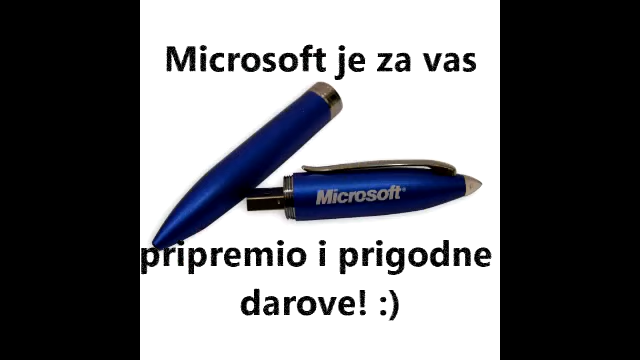 Microsoft je za vas
Microsoft
pripremio i prigodne
darove! :)